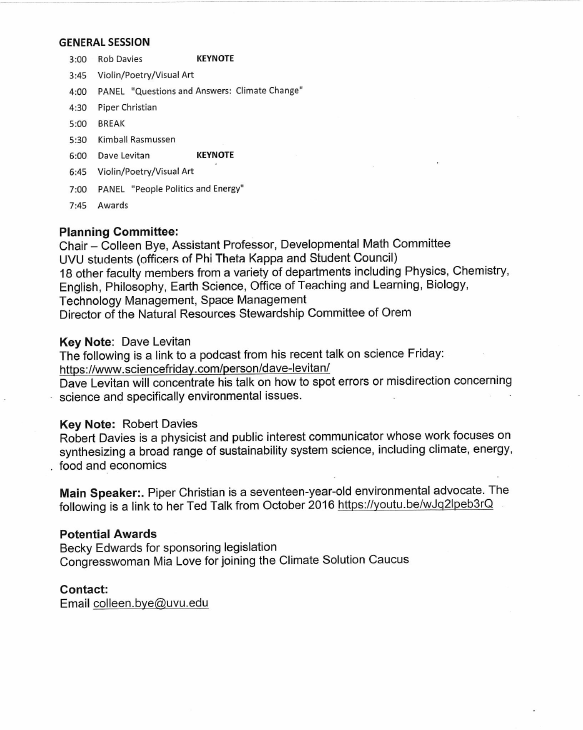 GENERAL SESSION
3:00 Rob Davies KEYNOTE
3:45 Violin/Poetry/Visual Art
4:00 PANEL "Questions and Answers: Climate Change"
4:30 Piper Christian
5:00 BREAK
5:30 Kimball Rasmussen
6:00 Dave Levitan KEYNOTE
6:45 Violin/Poetry/Visual Art
7:00 PANEL "People Politics and Energy"
7:45 Awards
Planning Committee:
Chair – Colleen Bye, Assistant Professor, Developmental Math Committee
UVU students (officers of Phi Theta Kappa and Student Council)
18 other faculty members from a variety of departments including Physics, Chemistry,
English, Philosophy, Earth Science, Office of Teaching and Learning, Biology,
Technology Management, Space Management
Director of the Natural Resources Stewardship Committee of Orem
Key Note: Dave Levitan
The following is a link to a podcast from his recent talk on science Friday:
https://www.sciencefriday.com/person/dave-levitan/
Dave Levitan will concentrate his talk on how to spot errors or misdirection concerning
science and specifically environmental issues.
Key Note: Robert Davies
Robert Davies is a physicist and public interest communicator whose work focuses on
synthesizing a broad range of sustainability system science, including climate, energy,
food and economics
Main Speaker:. Piper Christian is a seventeen-year-old environmental advocate. The
following is a link to her Ted Talk from October 2016 https://youtu.be/wJq2lpeb3rQ
Potential Awards
Becky Edwards for sponsoring legislation
Congresswoman Mia Love for joining the Climate Solution Caucus
Contact:
Email colleen.bye@uvu.edu